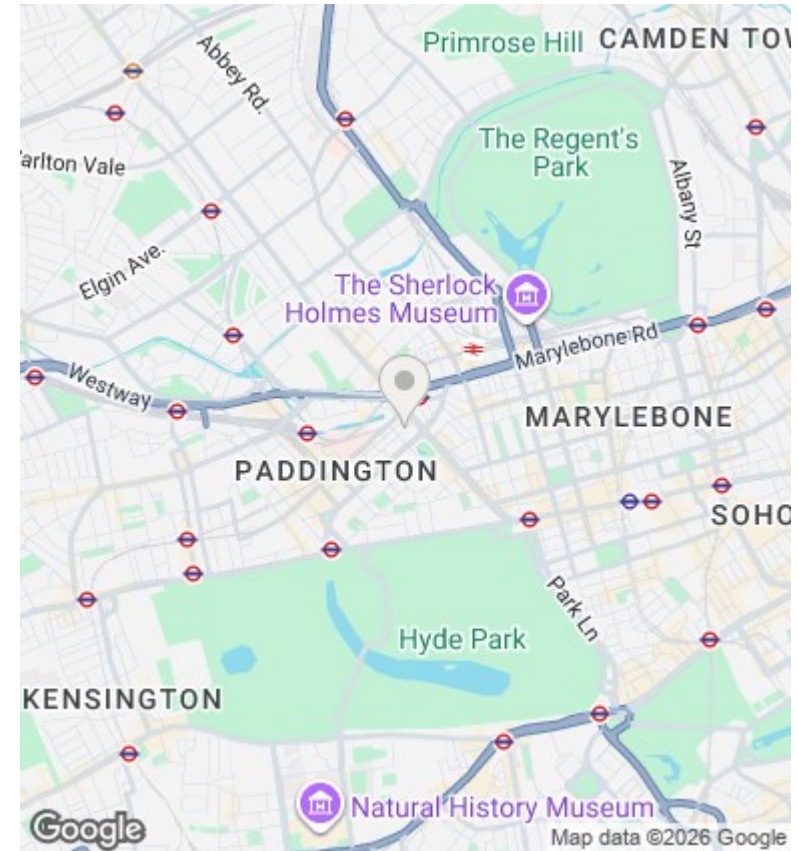 Primrose Hill
CAMDEN TOW
Abbey Rd.
The Regent's
Park
arlton Vale
Albany St
Elgin Ave.
The Sherlock
Holmes Museum
Marylebone Rd
Westway
MARYLEBONE
PADDINGTON
SOHO
Park Ln
Hyde Park
KENSINGTON
Natural History Museum
Google
Map data ©2026 Google